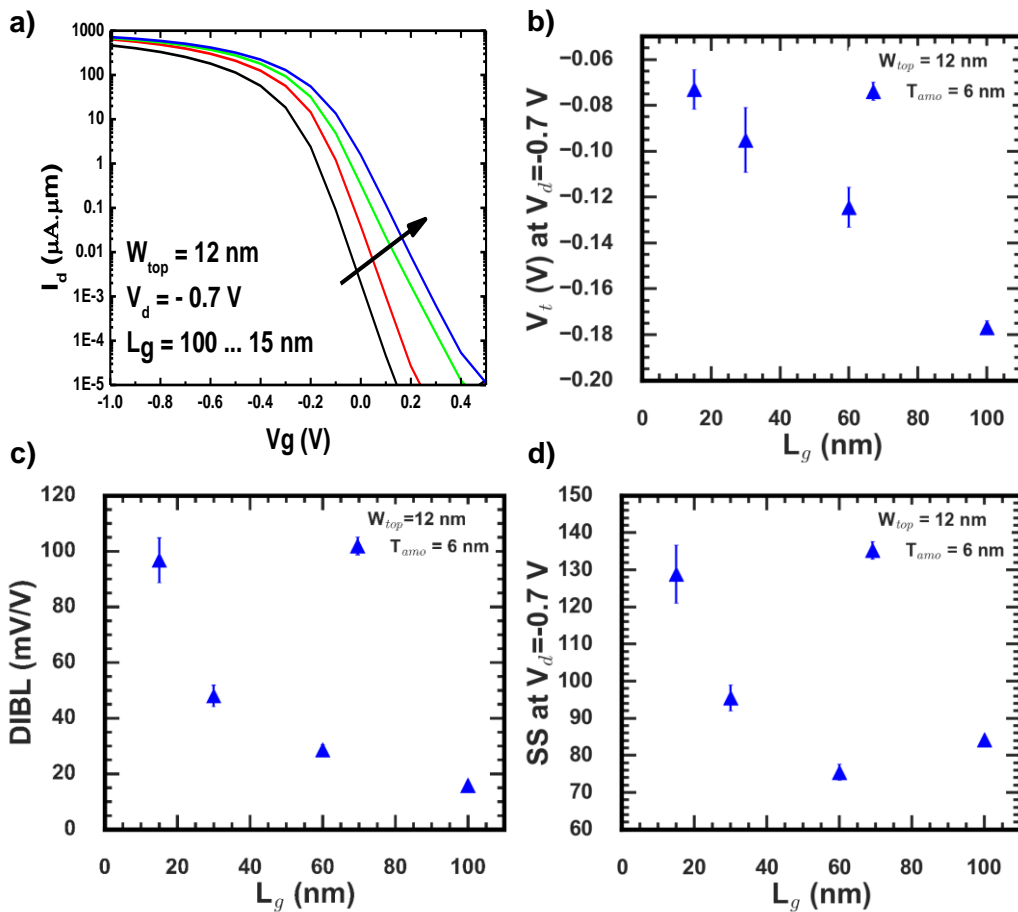 a)
1000
100
10
1
0.1
0.01
1E-3
1E-4
1E-5
I_d (µA.µm)
W_top = 12 nm
V_d = - 0.7 V
Lg = 100 ... 15 nm
-1.0 -0.8 -0.6 -0.4 -0.2 0.0 0.2 0.4
Vg (V)
b)
−0.06
−0.08
−0.10
−0.12
−0.14
−0.16
−0.18
−0.20
V_t (V) at V_d=-0.7 V
W_top = 12 nm
T_amo = 6 nm
0 20 40 60 80 100
L_g (nm)
c)
120
100
80
60
40
20
0
DIBL (mV/V)
W_top=12 nm
T_amo = 6 nm
0 20 40 60 80 100
L_g (nm)
d)
150
140
130
120
110
100
90
80
70
60
SS at V_d=-0.7 V
W_top = 12 nm
T_amo = 6 nm
0 20 40 60 80 100
L_g (nm)